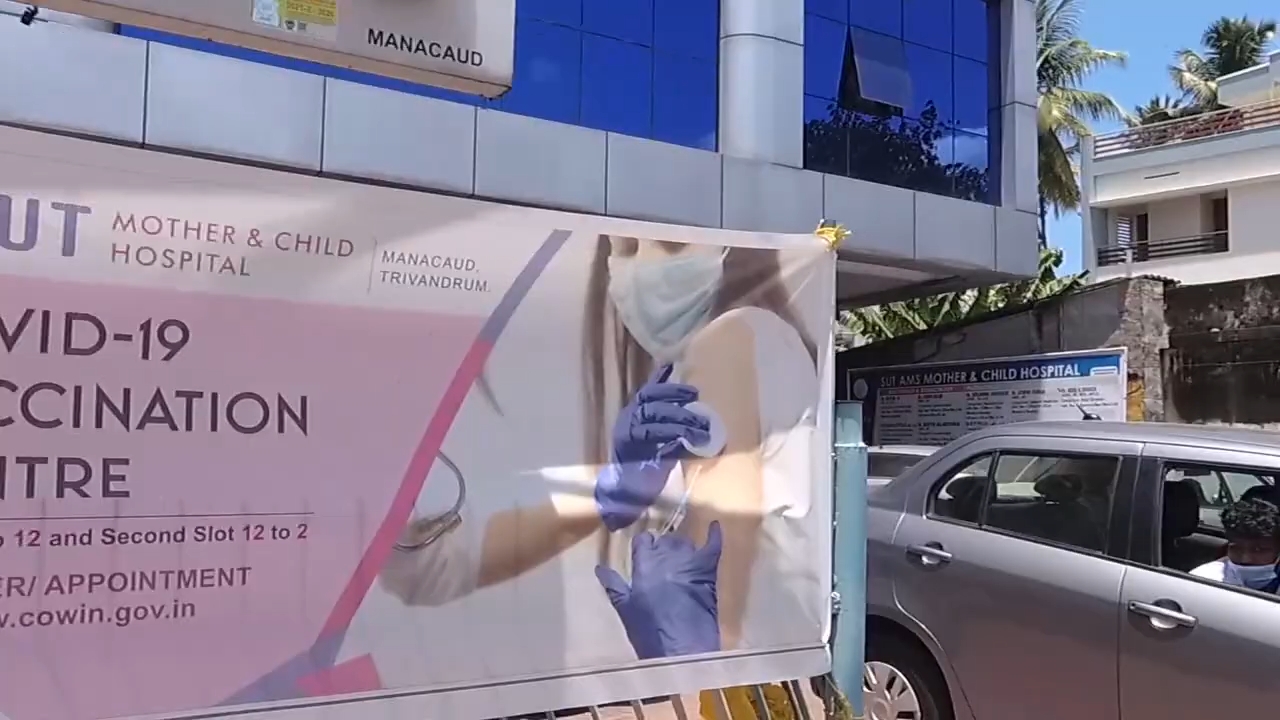 MANACAUD
UT
MOTHER & CHILD
HOSPITAL
MANACAUD,
TRIVANDRUM.
VID-19
CCINATION
NTRE
12 and Second Slot 12 to 2
ER/ APPOINTMENT
w.cowin.gov.in
SUT AMS MOTHER & CHILD HOSPITAL